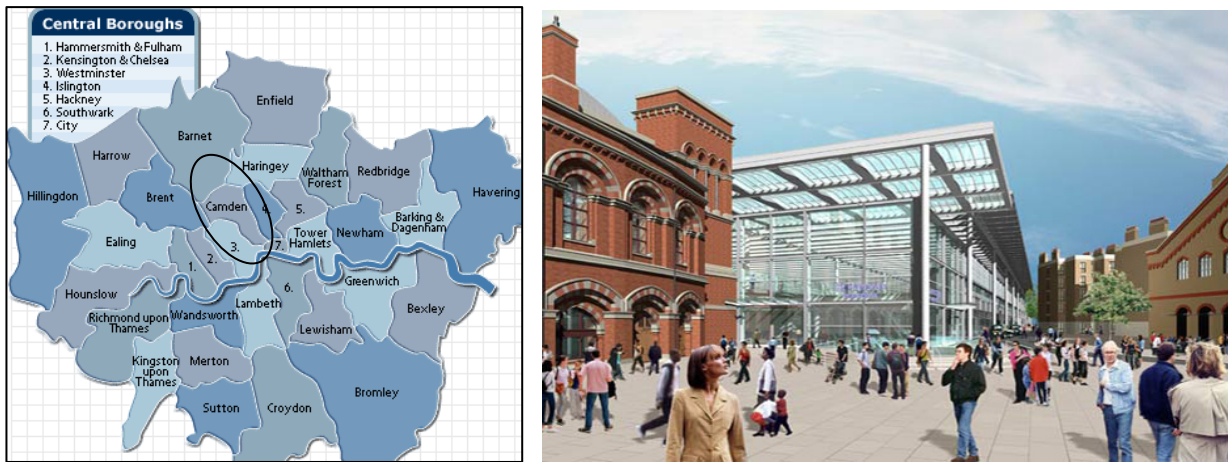 Central Boroughs
1. Hammersmith & Fulham
2. Kensington & Chelsea
3. Westminster
4. Islington
5. Hackney
6. Southwark
7. City
Enfield
Barnet
Harrow
Haringey
Waltham
Forest
Redbridge
Havering
Hillingdon
Brent
Camden
4.
5.
Barking &
Dagenham
Ealing
3.
7.
Tower
Hamlets
Newham
1.
2.
Hounslow
Greenwich
6.
Bexley
Richmond upon
Thames
Wandsworth
Lambeth
Lewisham
Kingston
upon
Thames
Merton
Bromley
Sutton
Croydon